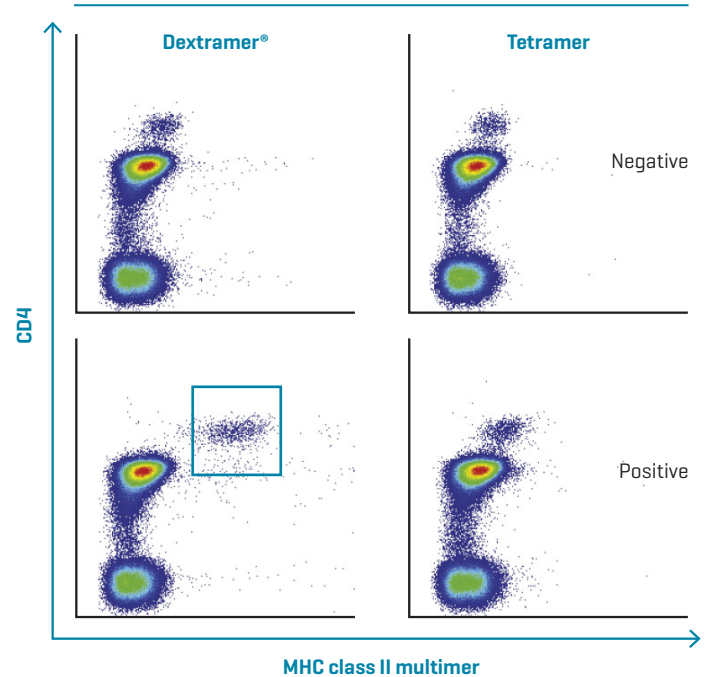 Dextramer®
Tetramer
Negative
CD4
Positive
MHC class II multimer